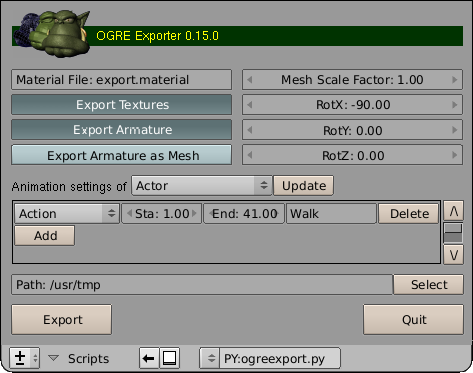 OGRE Exporter 0.15.0
Material File: export.material Mesh Scale Factor: 1.00
Export Textures RotX: -90.00
Export Armature RotY: 0.00
Export Armature as Mesh RotZ: 0.00
Animation settings of Actor Update
Action Sta: 1.00 End: 41.00 Walk Delete
Add
Path: /usr/tmp Select
Export Quit
Scripts PY:ogreexport.py